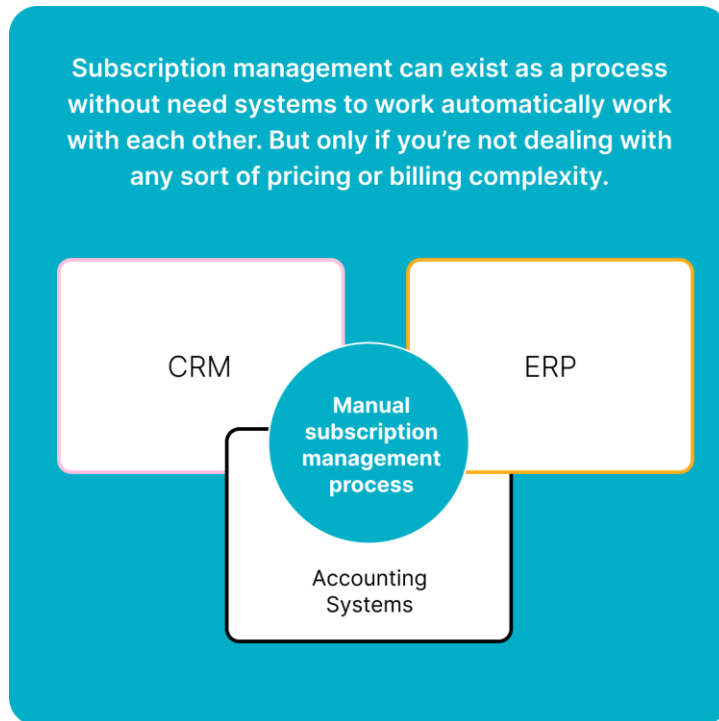 Subscription management can exist as a process
without need systems to work automatically work
with each other. But only if you’re not dealing with
any sort of pricing or billing complexity.
CRM
ERP
Manual
subscription
management
process
Accounting
Systems